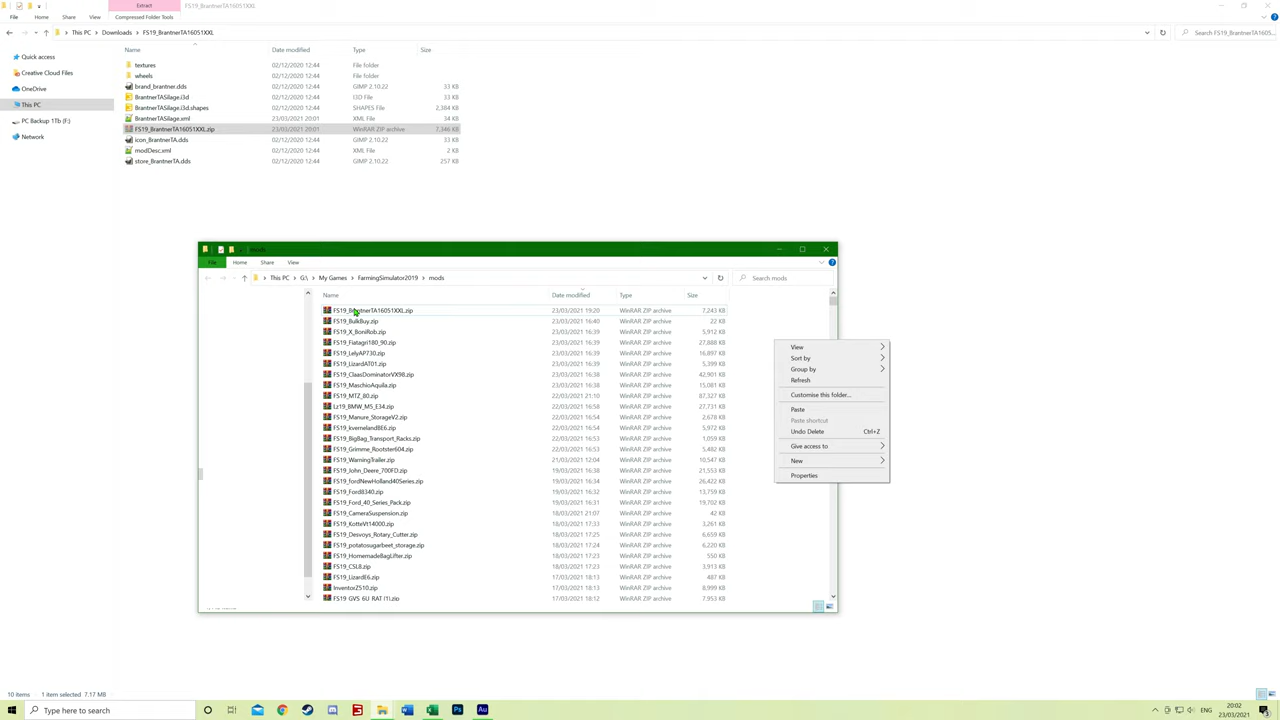 Extract
FS19_BrantnerTA16051XXL
File Home Share View Compressed Folder Tools
This PC > Downloads > FS19_BrantnerTA16051XXL
Search FS19_BrantnerTA1605...
Name Date modified Type Size
Quick access
Creative Cloud Files
OneDrive
This PC
PC Backup 1Tb (F:)
Network
textures 02/12/2020 12:44 File folder
wheels 02/12/2020 12:44 File folder
brand_brantner.dds 02/12/2020 12:44 GIMP 2.10.22 33 KB
BrantnerTASilage.i3d 02/12/2020 12:44 I3D File 33 KB
BrantnerTASilage.i3d.shapes 02/12/2020 12:44 SHAPES File 2,384 KB
BrantnerTASilage.xml 23/03/2021 20:01 XML File 34 KB
FS19_BrantnerTA16051XXL.zip 23/03/2021 20:01 WinRAR ZIP archive 7,346 KB
icon_BrantnerTA.dds 02/12/2020 12:44 GIMP 2.10.22 33 KB
modDesc.xml 02/12/2020 12:44 XML File 2 KB
store_BrantnerTA.dds 02/12/2020 12:44 GIMP 2.10.22 257 KB
mods
File Home Share View
This PC > G:\ > My Games > FarmingSimulator2019 > mods
Search mods
Name Date modified Type Size
FS19_BrantnerTA16051XXL.zip 23/03/2021 19:20 WinRAR ZIP archive 7,243 KB
FS19_BulkBuy.zip 23/03/2021 16:40 WinRAR ZIP archive 22 KB
FS19_X_BoniRob.zip 23/03/2021 16:39 WinRAR ZIP archive 5,912 KB
FS19_Fiatagri180_90.zip 23/03/2021 16:39 WinRAR ZIP archive 27,888 KB
FS19_LelyAP730.zip 23/03/2021 16:39 WinRAR ZIP archive 16,897 KB
FS19_LizardAT01.zip 23/03/2021 16:39 WinRAR ZIP archive 5,399 KB
FS19_ClaasDominatorVX98.zip 23/03/2021 16:38 WinRAR ZIP archive 42,901 KB
FS19_MaschioAquila.zip 23/03/2021 16:38 WinRAR ZIP archive 15,081 KB
FS19_MTZ_80.zip 22/03/2021 21:10 WinRAR ZIP archive 87,327 KB
Lz19_BMW_M5_E34.zip 22/03/2021 16:58 WinRAR ZIP archive 27,731 KB
FS19_Manure_StorageV2.zip 22/03/2021 16:54 WinRAR ZIP archive 2,678 KB
FS19_kvernelandBE6.zip 22/03/2021 16:54 WinRAR ZIP archive 5,972 KB
FS19_BigBag_Transport_Racks.zip 22/03/2021 16:53 WinRAR ZIP archive 1,059 KB
FS19_Grimme_Rootster604.zip 22/03/2021 16:53 WinRAR ZIP archive 5,482 KB
FS19_WarningTrailer.zip 21/03/2021 12:04 WinRAR ZIP archive 10,547 KB
FS19_John_Deere_700FD.zip 19/03/2021 16:38 WinRAR ZIP archive 21,553 KB
FS19_fordNewHolland40Series.zip 19/03/2021 16:34 WinRAR ZIP archive 26,422 KB
FS19_Ford8340.zip 19/03/2021 16:32 WinRAR ZIP archive 13,759 KB
FS19_Ford_40_Series_Pack.zip 19/03/2021 16:31 WinRAR ZIP archive 19,702 KB
FS19_CameraSuspension.zip 18/03/2021 21:07 WinRAR ZIP archive 42 KB
FS19_KotteVt14000.zip 18/03/2021 17:33 WinRAR ZIP archive 3,261 KB
FS19_Desvoys_Rotary_Cutter.zip 18/03/2021 17:25 WinRAR ZIP archive 6,659 KB
FS19_potatosugarbeet_storage.zip 18/03/2021 17:24 WinRAR ZIP archive 6,220 KB
FS19_HomemadeBagLifter.zip 18/03/2021 17:23 WinRAR ZIP archive 550 KB
FS19_CSL8.zip 18/03/2021 17:23 WinRAR ZIP archive 3,913 KB
FS19_LizardE6.zip 17/03/2021 18:13 WinRAR ZIP archive 487 KB
InventorZ510.zip 17/03/2021 18:13 WinRAR ZIP archive 8,999 KB
FS19_GVS_6U_RAT_(1).zip 17/03/2021 18:12 WinRAR ZIP archive 7,953 KB
View
Sort by
Group by
Refresh
Customise this folder...
Paste
Paste shortcut
Undo Delete Ctrl+Z
Give access to
New
Properties
10 items 1 item selected 7.17 MB
Type here to search
ENG
20:02
23/03/2021